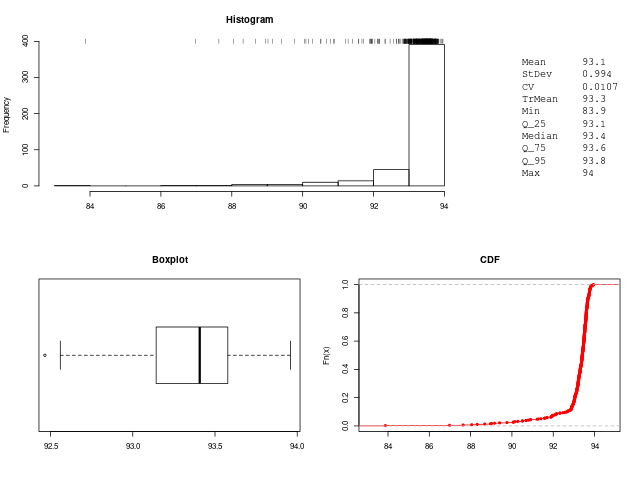 Histogram
Frequency
400
300
200
100
0
84 86 88 90 92 94
Mean 93.1
StDev 0.994
CV 0.0107
TrMean 93.3
Min 83.9
Q_25 93.1
Median 93.4
Q_75 93.6
Q_95 93.8
Max 94
Boxplot
92.5 93.0 93.5 94.0
CDF
Fn(x)
1.0
0.8
0.6
0.4
0.2
0.0
84 86 88 90 92 94